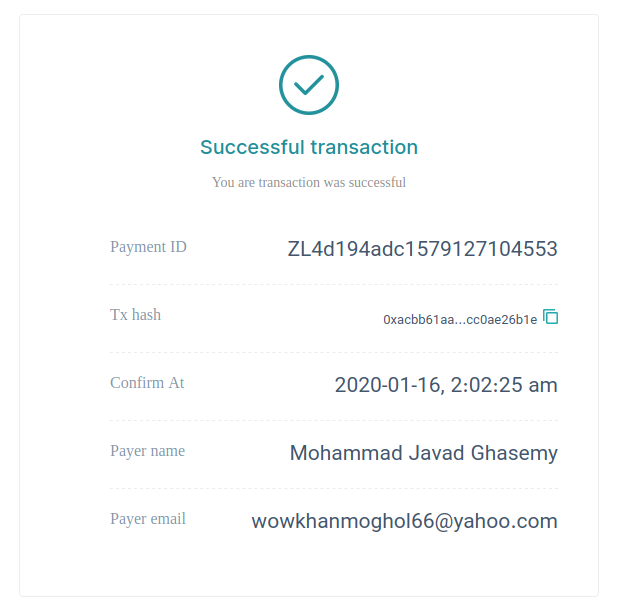 Successful transaction
You are transaction was successful
Payment ID ZL4d194adc1579127104553
Tx hash 0xacbb61aa...cc0ae26b1e
Confirm At 2020-01-16, 2:02:25 am
Payer name Mohammad Javad Ghasemy
Payer email wowkhanmoghol66@yahoo.com